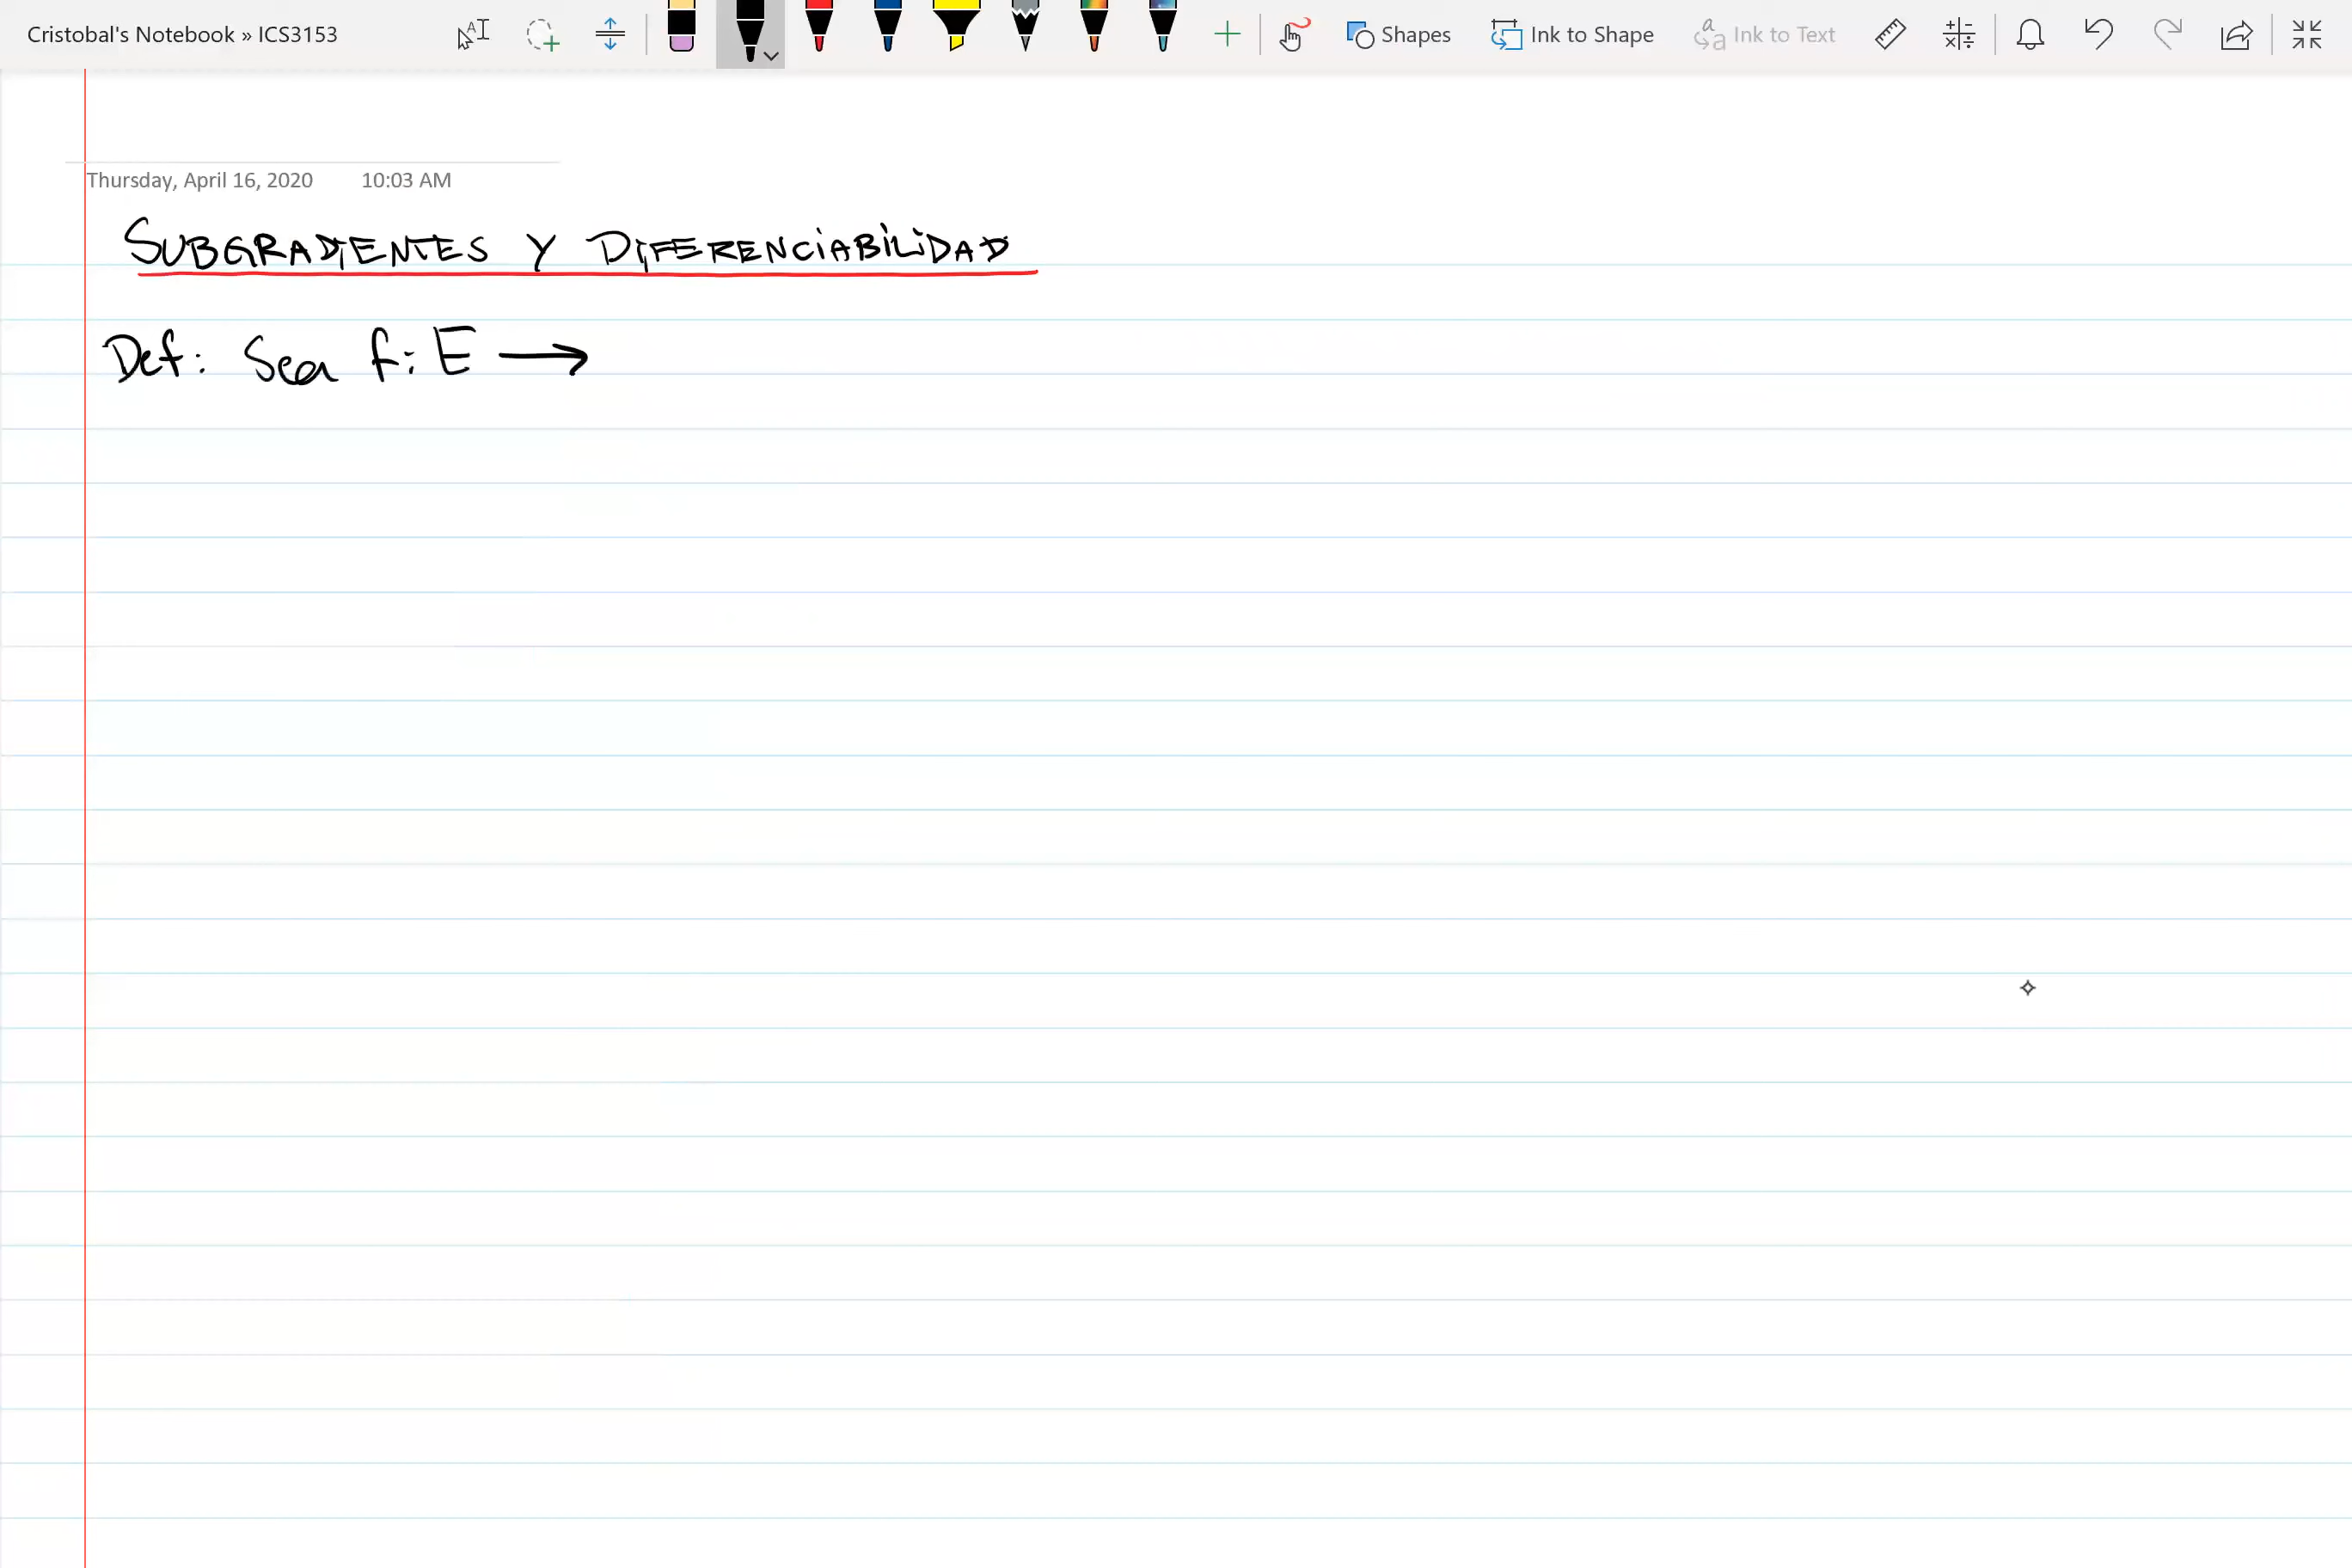 Cristobal's Notebook » ICS3153 Shapes Ink to Shape Ink to Text
Thursday, April 16, 2020 10:03 AM
SUBGRADIENTES Y DIFERENCIABILIDAD
Def: Sea f: E →